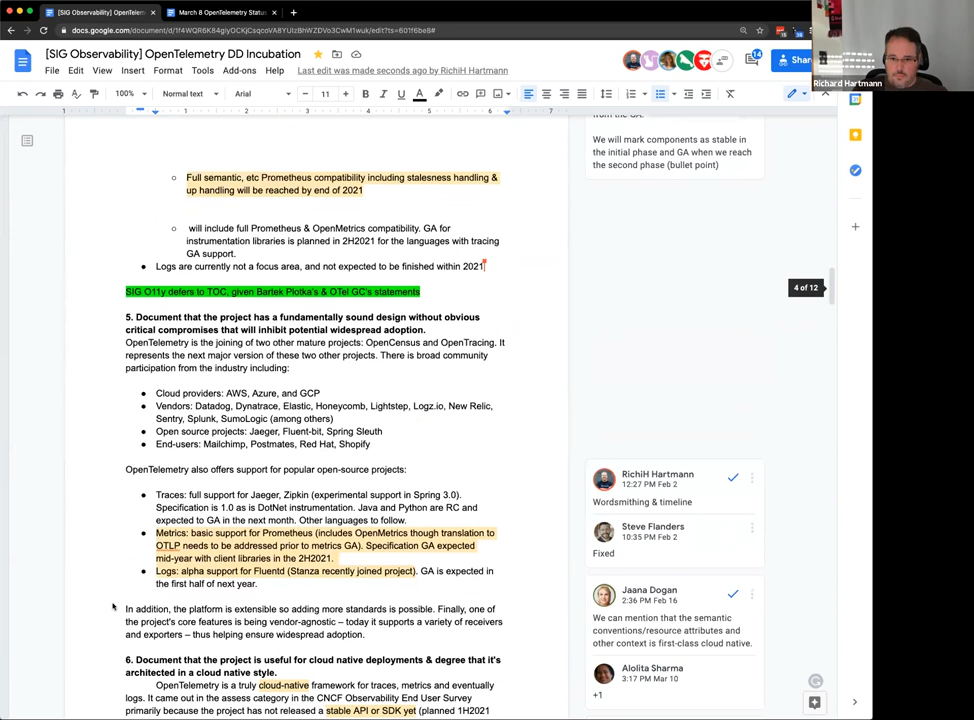 [SIG Observability] OpenTelemetry
March 8 OpenTelemetry Status
docs.google.com/document/d/1f4WQR6K84giyOCKjCsqcoVA8YUIzBhWZDVo3CwM1wuk/edit?ts=601f6be8#
[SIG Observability] OpenTelemetry DD Incubation
File Edit View Insert Format Tools Add-ons Help Last edit was made seconds ago by RichiH Hartmann
14
Shar
Richard Hartmann
100% Normal text Arial 11 B I U A
1 1 2 3 4 5 6 7
from the GA.
We will mark components as stable
in the initial phase and GA when we reach
the second phase (bullet point)
Full semantic, etc Prometheus compatibility including stalesness handling &
up handling will be reached by end of 2021
will include full Prometheus & OpenMetrics compatibility. GA for
instrumentation libraries is planned in 2H2021 for the languages with tracing
GA support.
Logs are currently not a focus area, and not expected to be finished within 2021
SIG O11y defers to TOC, given Bartek Plotka's & OTel GC's statements
4 of 12
5. Document that the project has a fundamentally sound design without obvious
critical compromises that will inhibit potential widespread adoption.
OpenTelemetry is the joining of two other mature projects: OpenCensus and OpenTracing. It
represents the next major version of these two other projects. There is broad community
participation from the industry including:
Cloud providers: AWS, Azure, and GCP
Vendors: Datadog, Dynatrace, Elastic, Honeycomb, Lightstep, Logz.io, New Relic,
Sentry, Splunk, SumoLogic (among others)
Open source projects: Jaeger, Fluent-bit, Spring Sleuth
End-users: Mailchimp, Postmates, Red Hat, Shopify
OpenTelemetry also offers support for popular open-source projects:
Traces: full support for Jaeger, Zipkin (experimental support in Spring 3.0).
Specification is 1.0 as is DotNet instrumentation. Java and Python are RC and
expected to GA in the next month. Other languages to follow.
Metrics: basic support for Prometheus (includes OpenMetrics though translation to
OTLP needs to be addressed prior to metrics GA). Specification GA expected
mid-year with client libraries in the 2H2021.
Logs: alpha support for Fluentd (Stanza recently joined project). GA is expected in
the first half of next year.
In addition, the platform is extensible so adding more standards is possible. Finally, one of
the project's core features is being vendor-agnostic – today it supports a variety of receivers
and exporters – thus helping ensure widespread adoption.
6. Document that the project is useful for cloud native deployments & degree that it's
architected in a cloud native style.
OpenTelemetry is a truly cloud-native framework for traces, metrics and eventually
logs. It came out in the assess category in the CNCF Observability End User Survey
primarily because the project has not released a stable API or SDK yet (planned 1H2021
RichiH Hartmann
12:27 PM Feb 2
Wordsmithing & timeline
Steve Flanders
10:35 PM Feb 2
Fixed
Jaana Dogan
2:36 PM Feb 16
We can mention that the semantic
conventions/resource attributes and
other context is first-class cloud native.
Alolita Sharma
3:17 PM Mar 10
+1